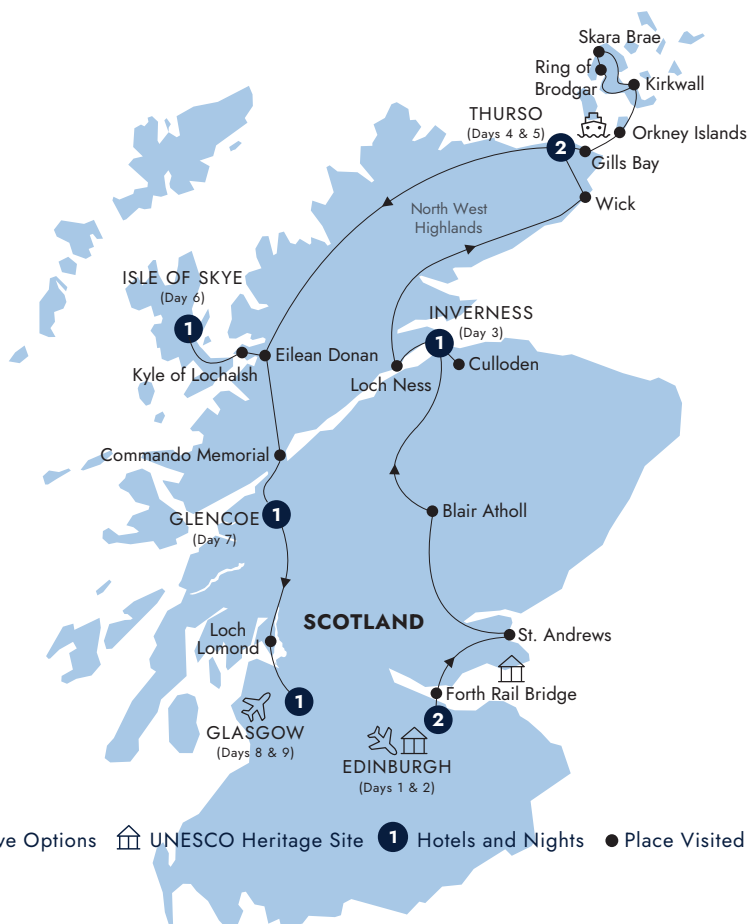 Skara Brae
Ring of
Brodgar
Kirkwall
THURSO
(Days 4 & 5)
2
Orkney Islands
Gills Bay
Wick
North West
Highlands
ISLE OF SKYE
(Day 6)
1
INVERNESS
(Day 3)
1
Eilean Donan
Kyle of Lochalsh
Culloden
Loch Ness
Commando Memorial
GLENCOE
1
(Day 7)
Blair Atholl
SCOTLAND
Loch
Lomond
St. Andrews
Forth Rail Bridge
1
2
GLASGOW
(Days 8 & 9)
EDINBURGH
(Days 1 & 2)
Options UNESCO Heritage Site 1 Hotels and Nights Place Visited